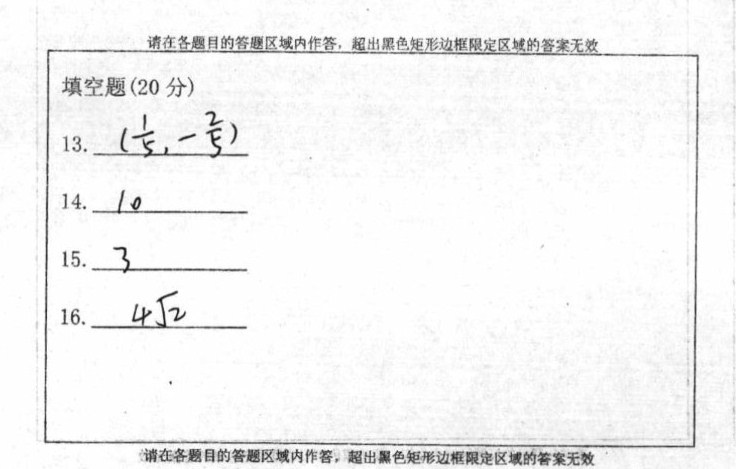 请在各题目的答题区域内作答，超出黑色矩形边框限定区域的答案无效
填空题(20 分)
13. (1/5, -2/5)
14. 10
15. 3
16. 4√2
请在各题目的答题区域内作答，超出黑色矩形边框限定区域的答案无效